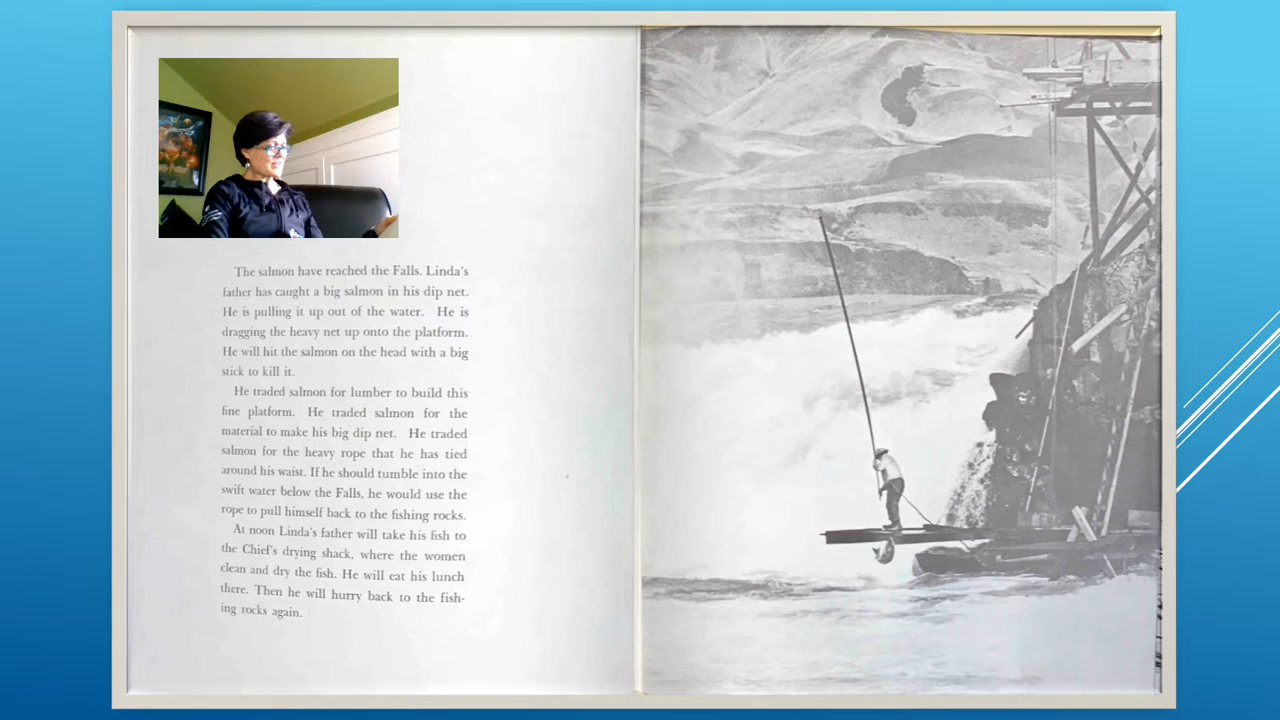 The salmon have reached the Falls. Linda's
father has caught a big salmon in his dip net.
He is pulling it up out of the water. He is
dragging the heavy net up onto the platform.
He will hit the salmon on the head with a big
stick to kill it.
He traded salmon for lumber to build this
fine platform. He traded salmon for the
material to make his big dip net. He traded
salmon for the heavy rope that he has tied
around his waist. If he should tumble into the
swift water below the Falls, he would use the
rope to pull himself back to the fishing rocks.
At noon Linda's father will take his fish to
the Chief's drying shack, where the women
clean and dry the fish. He will eat his lunch
there. Then he will hurry back to the fish-
ing rocks again.